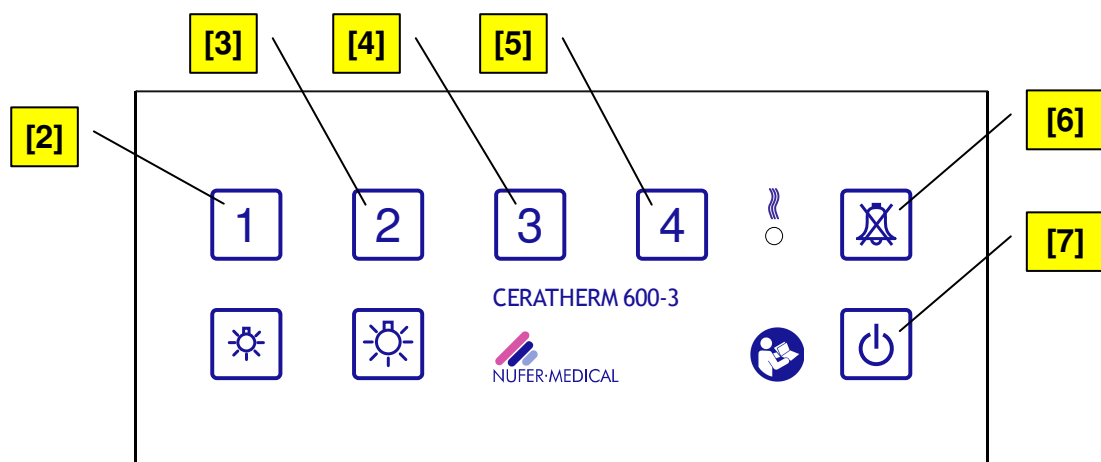 [3] [4] [5]
[2] [6]
1 2 3 4
[7]
CERATHERM 600-3
NUFER·MEDICAL